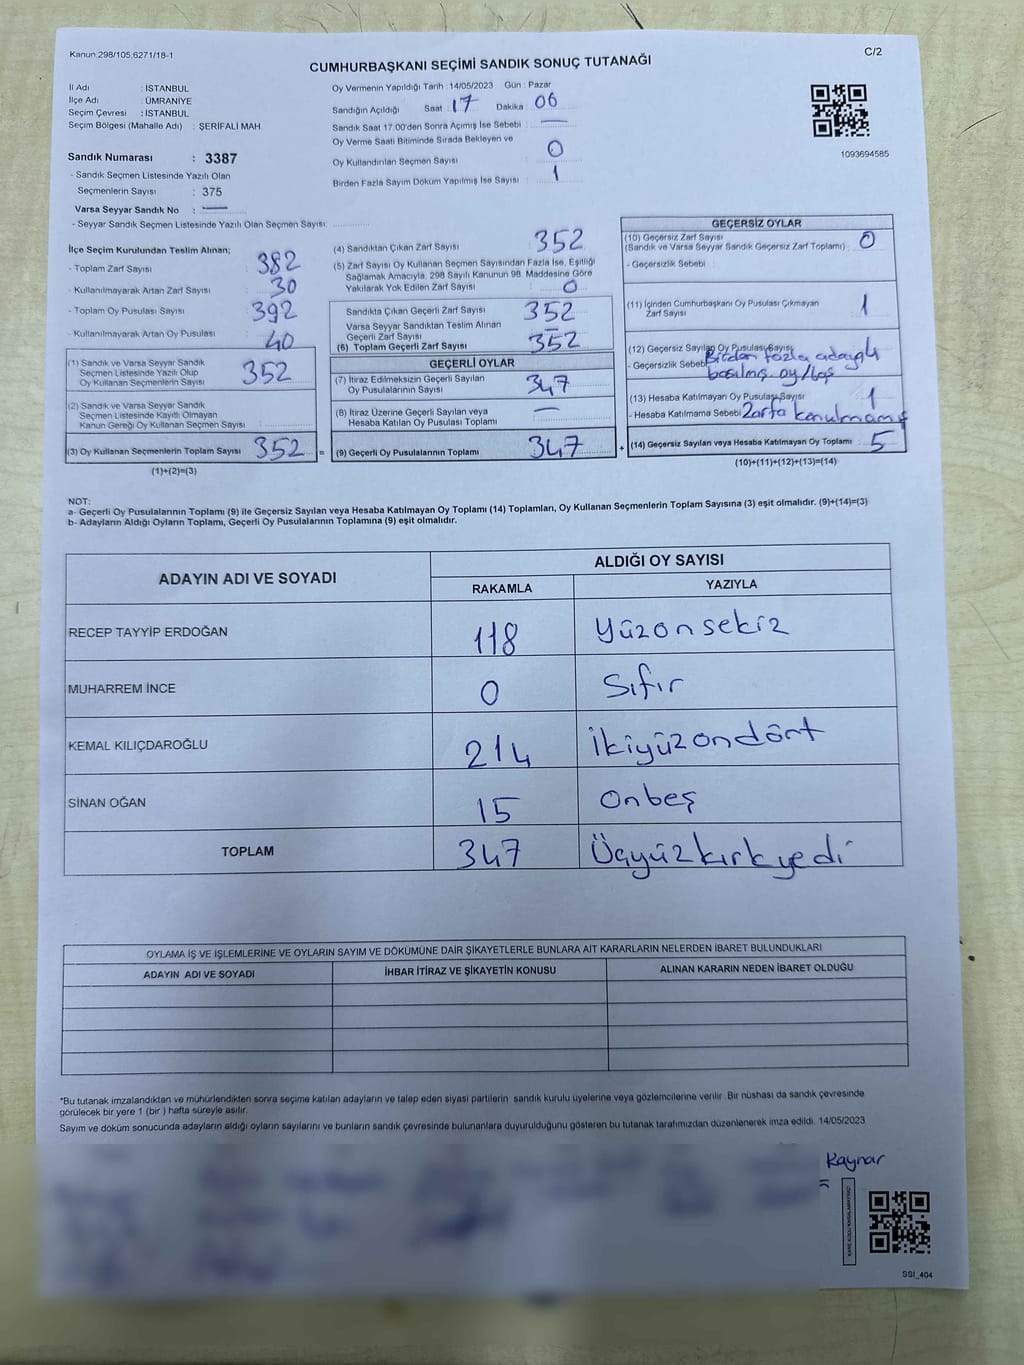 Kanun:298/105,6271/18-1
C/2
CUMHURBAŞKANI SEÇİMİ SANDIK SONUÇ TUTANAĞI
İl Adı : İSTANBUL
İlçe Adı : ÜMRANİYE
Seçim Çevresi : İSTANBUL
Seçim Bölgesi (Mahalle Adı) : ŞERİFALİ MAH.
Sandık Numarası : 3387
- Sandık Seçmen Listesinde Yazılı Olan
Seçmenlerin Sayısı : 375
Varsa Seyyar Sandık No : —
- Seyyar Sandık Seçmen Listesinde Yazılı Olan Seçmen Sayısı
Oy Vermenin Yapıldığı Tarih : 14/05/2023 Gün : Pazar
Sandığın Açıldığı Saat : 17 Dakika : 06
Sandık Saat 17:00'den Sonra Açımış İse Sebebi : —
Oy Verme Saati Bitiminde Sırada Bekleyen ve
Oy Kullandırılan Seçmen Sayısı 0
Birden Fazla Sayım Döküm Yapılmış İse Sayısı 1
1093694585
İlçe Seçim Kurulundan Teslim Alınan;
- Toplam Zarf Sayısı : 382
- Kullanılmayarak Artan Zarf Sayısı : 30
- Toplam Oy Pusulası Sayısı : 392
- Kullanılmayarak Artan Oy Pusulası : 40
(1) Sandık ve Varsa Seyyar Sandık
Seçmen Listesinde Yazılı Olup
Oy Kullanan Seçmenlerin Sayısı 352
(2) Sandık ve Varsa Seyyar Sandık
Seçmen Listesinde Kayıtlı Olmayan
Kanun Gereği Oy Kullanan Seçmen Sayısı
(3) Oy Kullanan Seçmenlerin Toplam Sayısı 352 =
(1)+(2)=(3)
(4) Sandıktan Çıkan Zarf Sayısı 352
(5) Zarf Sayısı Oy Kullanan Seçmen Sayısından Fazla İse, Eşitliği
Sağlamak Amacıyla, 298 Sayılı Kanunun 98. Maddesine Göre
Yakılarak Yok Edilen Zarf Sayısı : 0
Sandıkta Çıkan Geçerli Zarf Sayısı 352
Varsa Seyyar Sandıktan Teslim Alınan
Geçerli Zarf Sayısı —
(6) Toplam Geçerli Zarf Sayısı 352
GEÇERLİ OYLAR
(7) İtiraz Edilmeksizin Geçerli Sayılan
Oy Pusulalarının Sayısı 347
(8) İtiraz Üzerine Geçerli Sayılan veya
Hesaba Katılan Oy Pusulası Toplamı —
(9) Geçerli Oy Pusulalarının Toplamı 347 +
GEÇERSİZ OYLAR
(10) Geçersiz Zarf Sayısı
(Sandık ve Varsa Seyyar Sandık Geçersiz Zarf Toplamı) : 0
- Geçersizlik Sebebi
(11) İçinden Cumhurbaşkanı Oy Pusulası Çıkmayan
Zarf Sayısı 1
(12) Geçersiz Sayılan Oy Pusulası Sayısı
- Geçersizlik Sebebi Birden fazla adaylı
basılmış oy/boş
(13) Hesaba Katılmayan Oy Pusulası Sayısı 1
- Hesaba Katılmama Sebebi Zarfa konulmamış
(14) Geçersiz Sayılan veya Hesaba Katılmayan Oy Toplamı : 5
(10)+(11)+(12)+(13)=(14)
NOT:
a- Geçerli Oy Pusulalarının Toplamı (9) ile Geçersiz Sayılan veya Hesaba Katılmayan Oy Toplamı (14) Toplamları, Oy Kullanan Seçmenlerin Toplam Sayısına (3) eşit olmalıdır. (9)+(14)=(3)
b- Adayların Aldığı Oyların Toplamı, Geçerli Oy Pusulalarının Toplamına (9) eşit olmalıdır.
ADAYIN ADI VE SOYADI ALDIĞI OY SAYISI
RAKAMLA YAZIYLA
RECEP TAYYİP ERDOĞAN 118 Yüzonsekiz
MUHARREM İNCE 0 Sıfır
KEMAL KILIÇDAROĞLU 214 İkiyüzondört
SİNAN OĞAN 15 Onbeş
TOPLAM 347 Üçyüzkırkyedi
OYLAMA İŞ VE İŞLEMLERİNE VE OYLARIN SAYIM VE DÖKÜMÜNE DAİR ŞİKAYETLERLE BUNLARA AİT KARARLARIN NELERDEN İBARET BULUNDUKLARI
ADAYIN ADI VE SOYADI İHBAR İTİRAZ VE ŞİKAYETİN KONUSU ALINAN KARARIN NEDEN İBARET OLDUĞU
*Bu tutanak imzalandıktan ve mühürlendikten sonra seçime katılan adayların ve talep eden siyasi partilerin sandık kurulu üyelerine veya gözlemcilerine verilir. Bir nüshası da sandık çevresinde
görülecek bir yere 1 (bir ) hafta süreyle asılır.
Sayım ve döküm sonucunda adayların aldığı oyların sayılarını ve bunların sandık çevresinde bulunanlara duyurulduğunu gösteren bu tutanak tarafımızdan düzenlenerek imza edildi. 14/05/2023
Kaynar
SSI_404